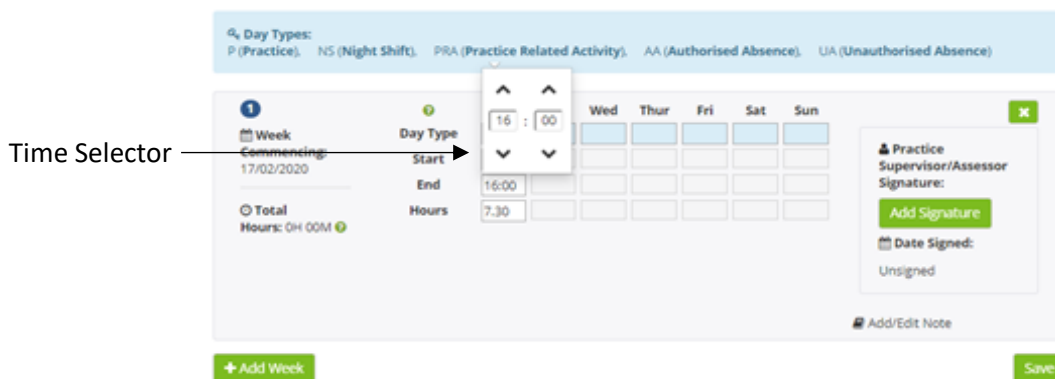 Day Types:
P (Practice), NS (Night Shift), PRA (Practice Related Activity), AA (Authorised Absence), UA (Unauthorised Absence)
16 : 00
1
Wed Thur Fri Sat Sun
Week Commencing:
17/02/2020
Total
Hours: 0H 00M
Day Type
Start
End 16:00
Hours 7.30
Time Selector
Practice
Supervisor/Assessor
Signature:
Add Signature
Date Signed:
Unsigned
Add/Edit Note
+ Add Week
Save